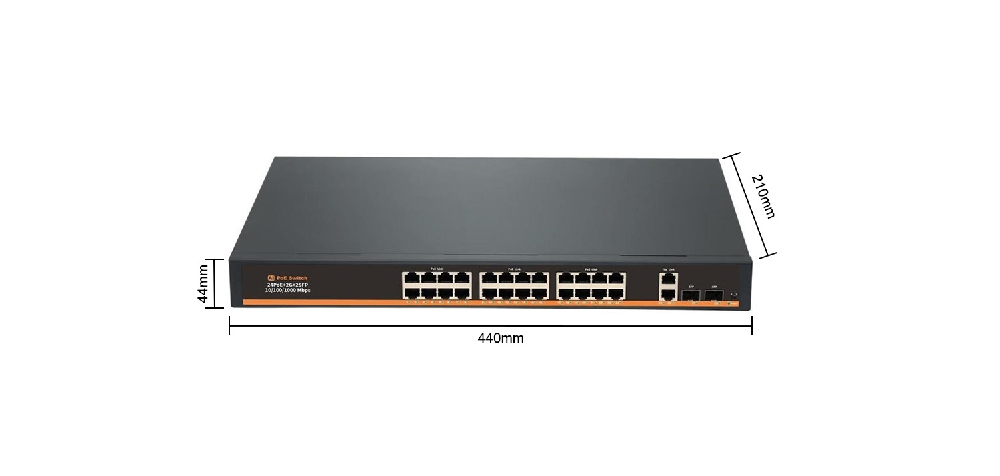 210mm
44mm
AI PoE Switch
24PoE+2G+2SFP
10/100/1000 Mbps
PoE Link
PoE Link
PoE Link
Up Link
SFP
SFP
440mm